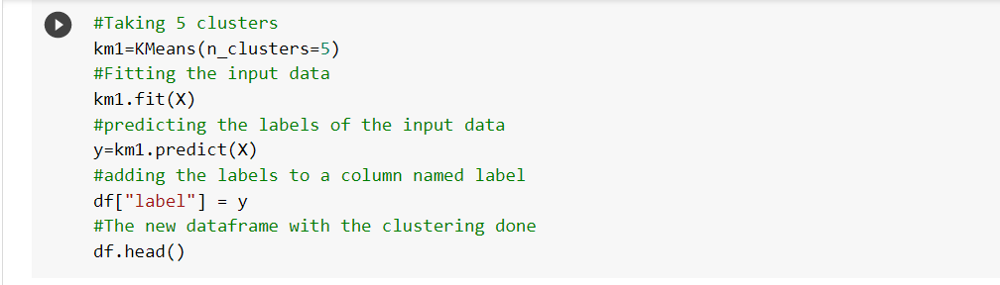 #Taking 5 clusters
km1=KMeans(n_clusters=5)
#Fitting the input data
km1.fit(X)
#predicting the labels of the input data
y=km1.predict(X)
#adding the labels to a column named label
df["label"] = y
#The new dataframe with the clustering done
df.head()